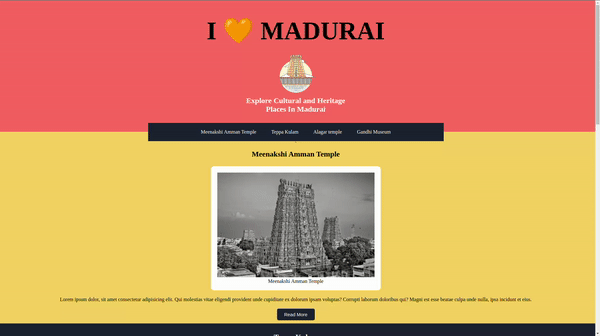 I 🧡 MADURAI
Explore Cultural and Heritage
Places In Madurai
Meenakshi Amman Temple Teppa Kulam Alagar temple Gandhi Museum
Meenakshi Amman Temple
Meenakshi Amman Temple
Lorem ipsum dolor, sit amet consectetur adipisicing elit. Qui molestias vitae eligendi provident unde cupiditate ex dolorum ipsam voluptas? Corrupti laborum doloribus qui? Magni est esse beatae culpa unde nulla, ipsa incidunt et eius.
Read More